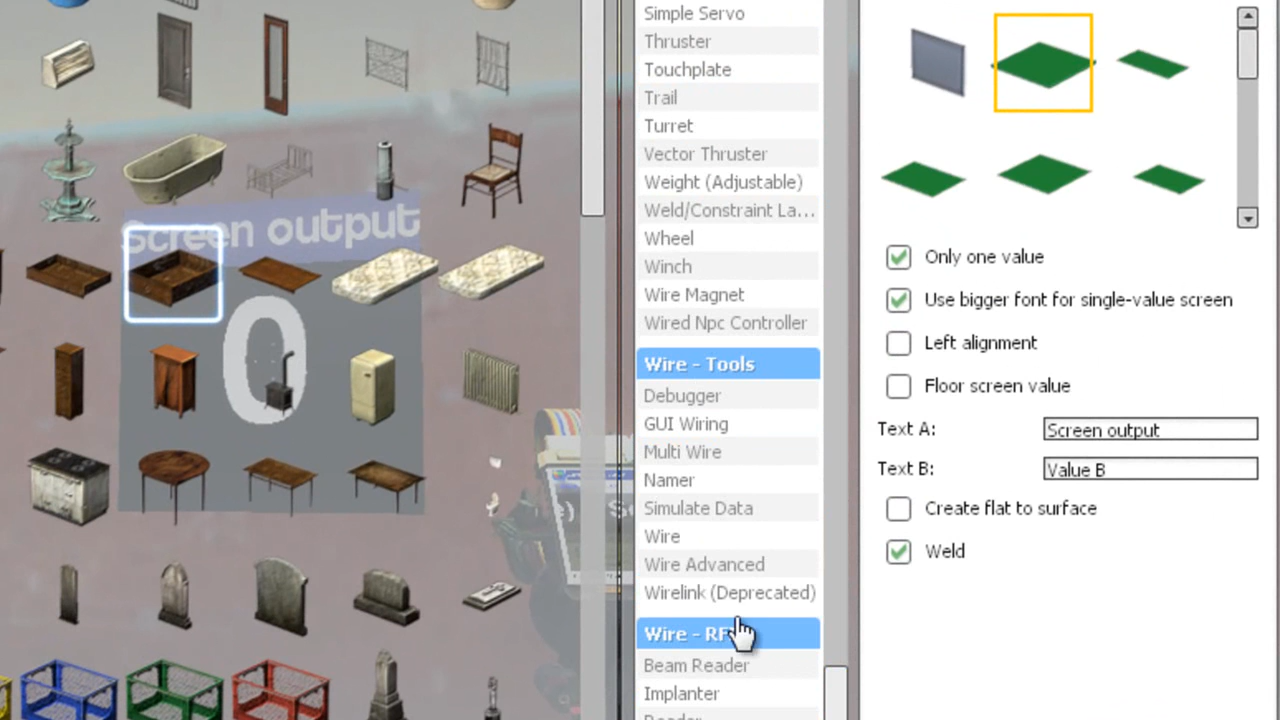 Screen output
0
Simple Servo
Thruster
Touchplate
Trail
Turret
Vector Thruster
Weight (Adjustable)
Weld/Constraint La...
Wheel
Winch
Wire Magnet
Wired Npc Controller
Wire - Tools
Debugger
GUI Wiring
Multi Wire
Namer
Simulate Data
Wire
Wire Advanced
Wirelink (Deprecated)
Wire - RF
Beam Reader
Implanter
Reader
Only one value
Use bigger font for single-value screen
Left alignment
Floor screen value
Text A: Screen output
Text B: Value B
Create flat to surface
Weld